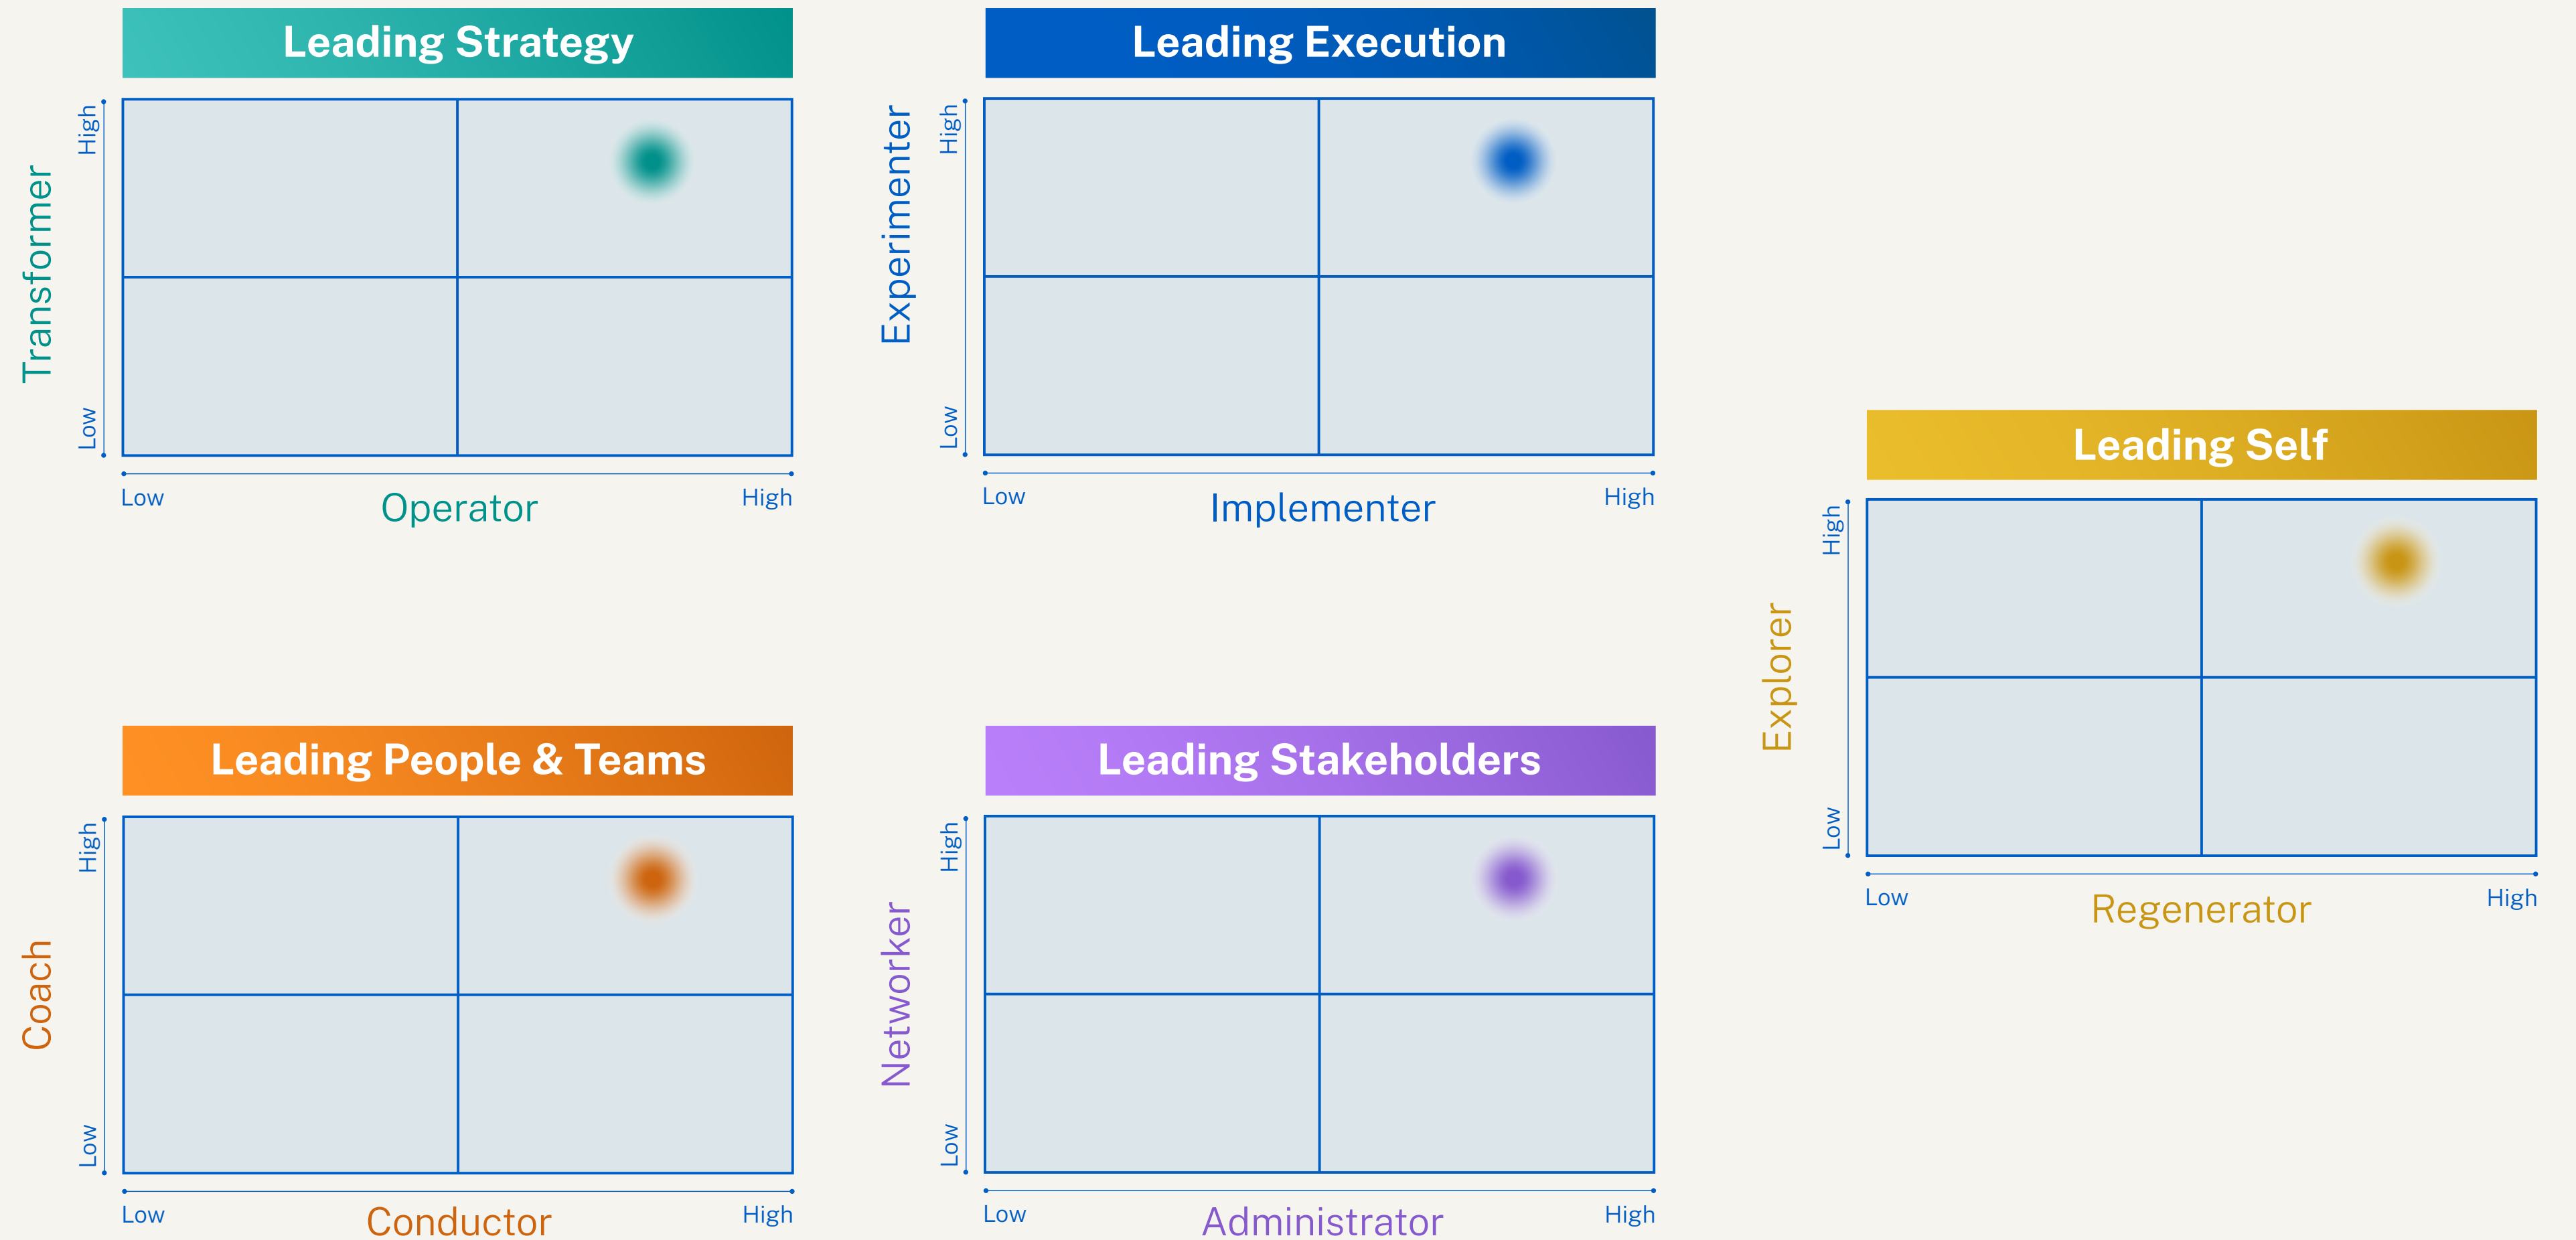 Leading Strategy
High
Transformer
Low
Low
Operator
High
Leading Execution
High
Experimenter
Low
Low
Implementer
High
Leading Self
High
Explorer
Low
Low
Regenerator
High
Leading People & Teams
High
Coach
Low
Low
Conductor
High
Leading Stakeholders
High
Networker
Low
Low
Administrator
High